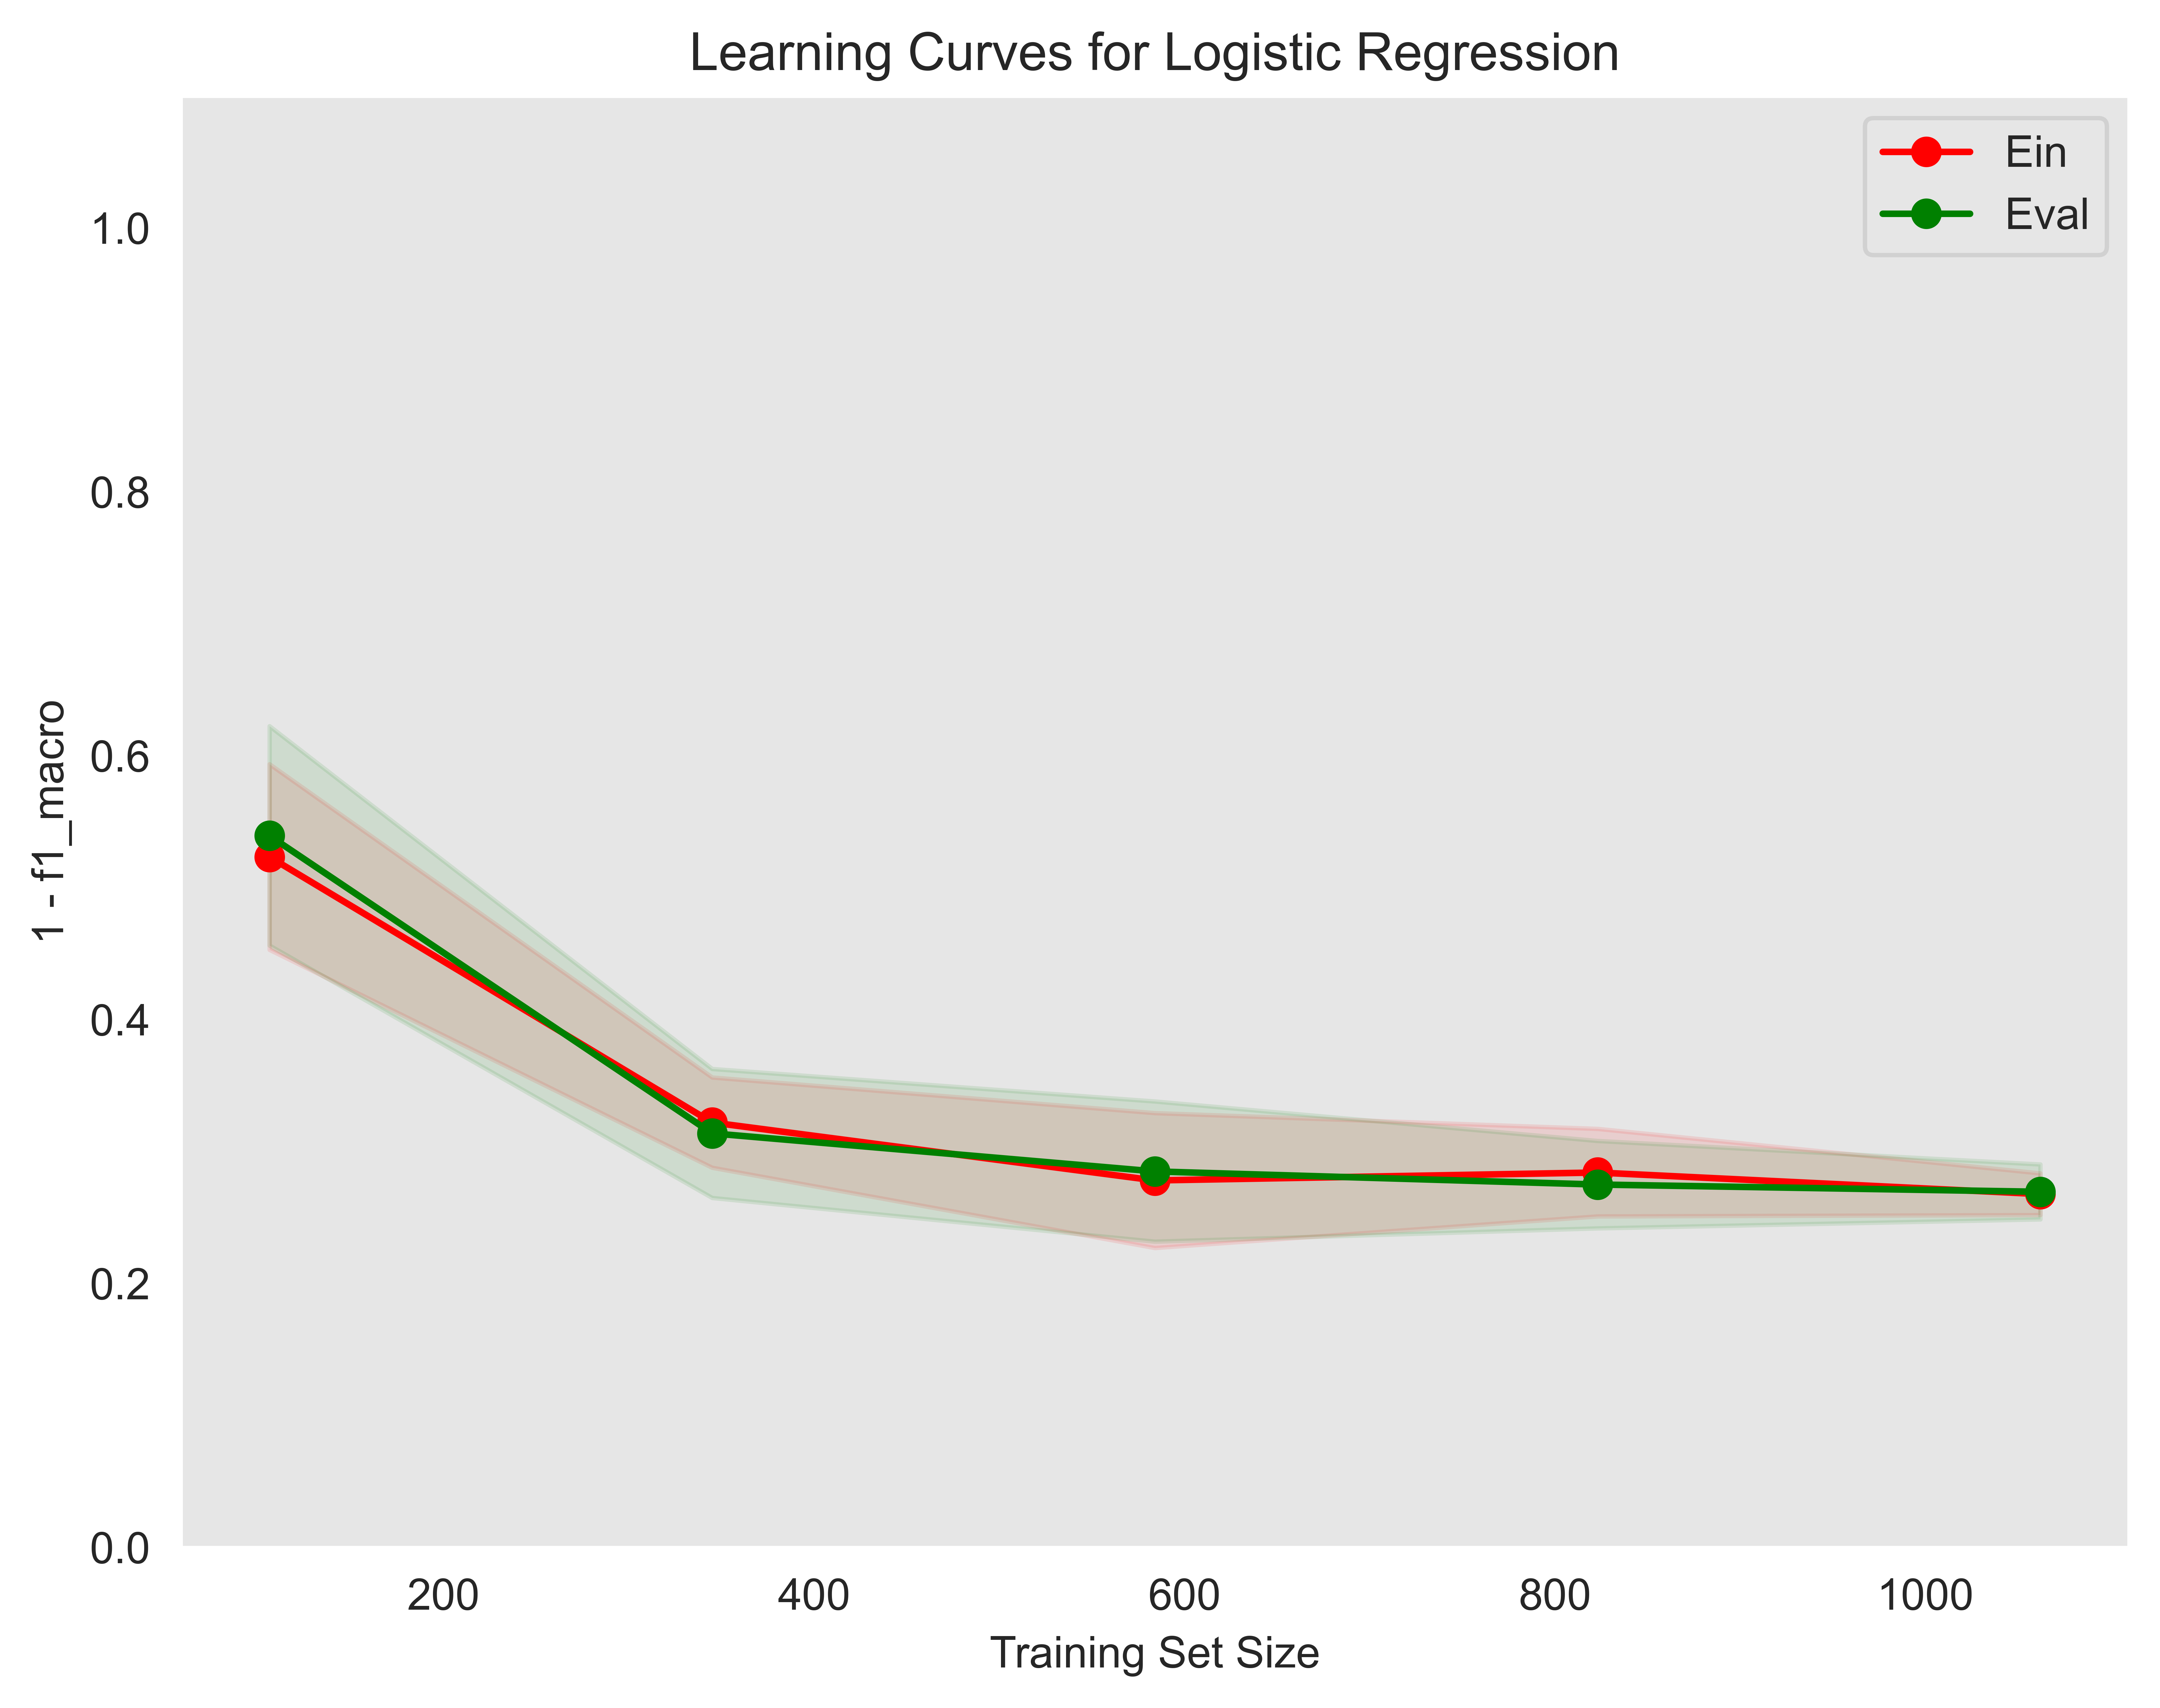 Learning Curves for Logistic Regression
Ein
Eval
1.0
0.8
0.6
0.4
0.2
0.0
1 - f1_macro
200 400 600 800 1000
Training Set Size